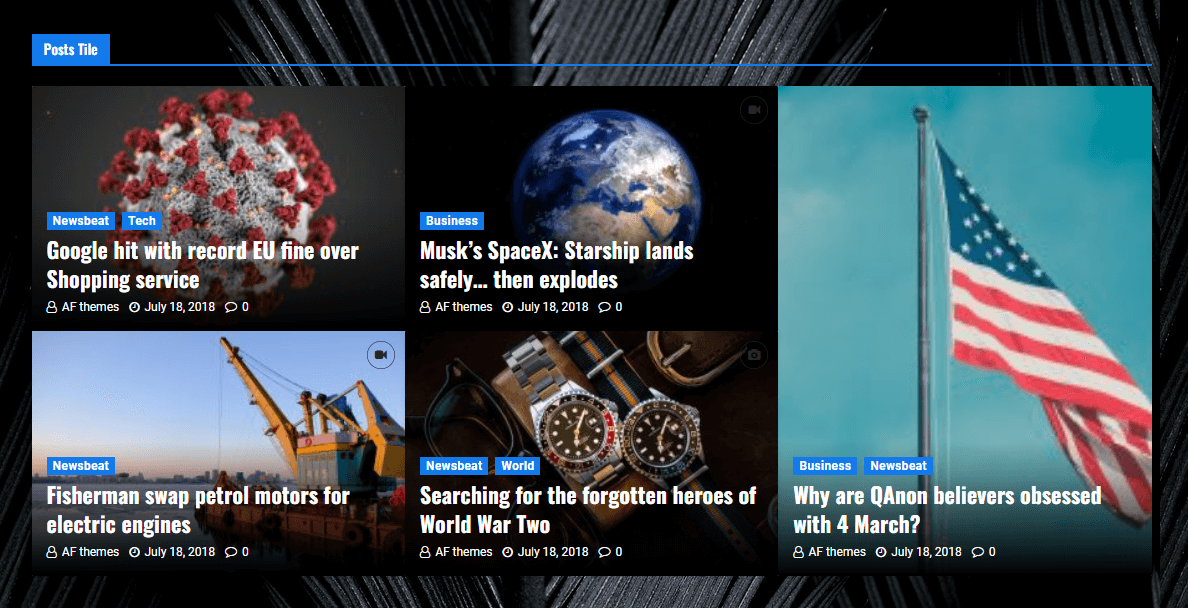 Posts Tile
Newsbeat Tech
Google hit with record EU fine over
Shopping service
AF themes July 18, 2018 0
Business
Musk’s SpaceX: Starship lands
safely… then explodes
AF themes July 18, 2018 0
Newsbeat
Fisherman swap petrol motors for
electric engines
AF themes July 18, 2018 0
Newsbeat World
Searching for the forgotten heroes of
World War Two
AF themes July 18, 2018 0
Business Newsbeat
Why are QAnon believers obsessed
with 4 March?
AF themes July 18, 2018 0